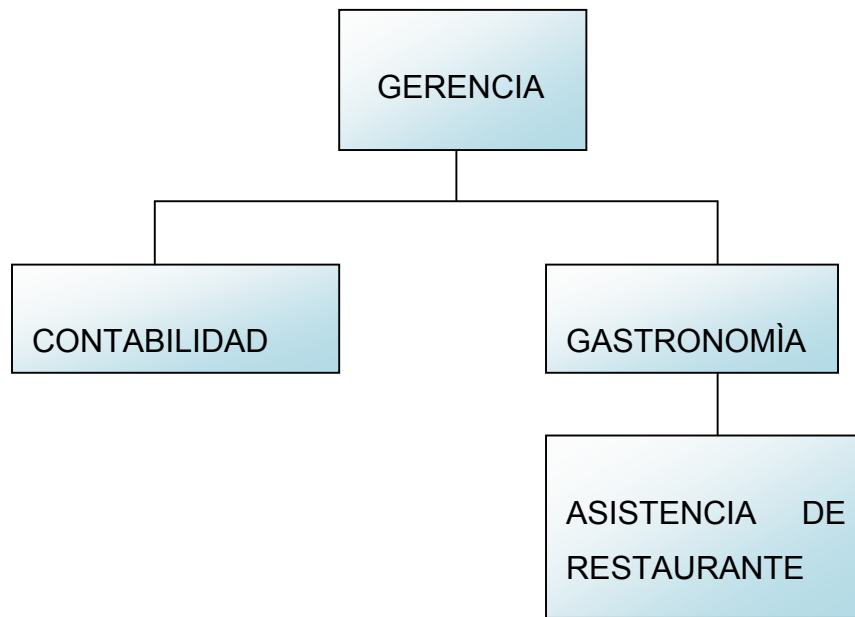 GERENCIA
CONTABILIDAD
GASTRONOMÌA
ASISTENCIA DE
RESTAURANTE